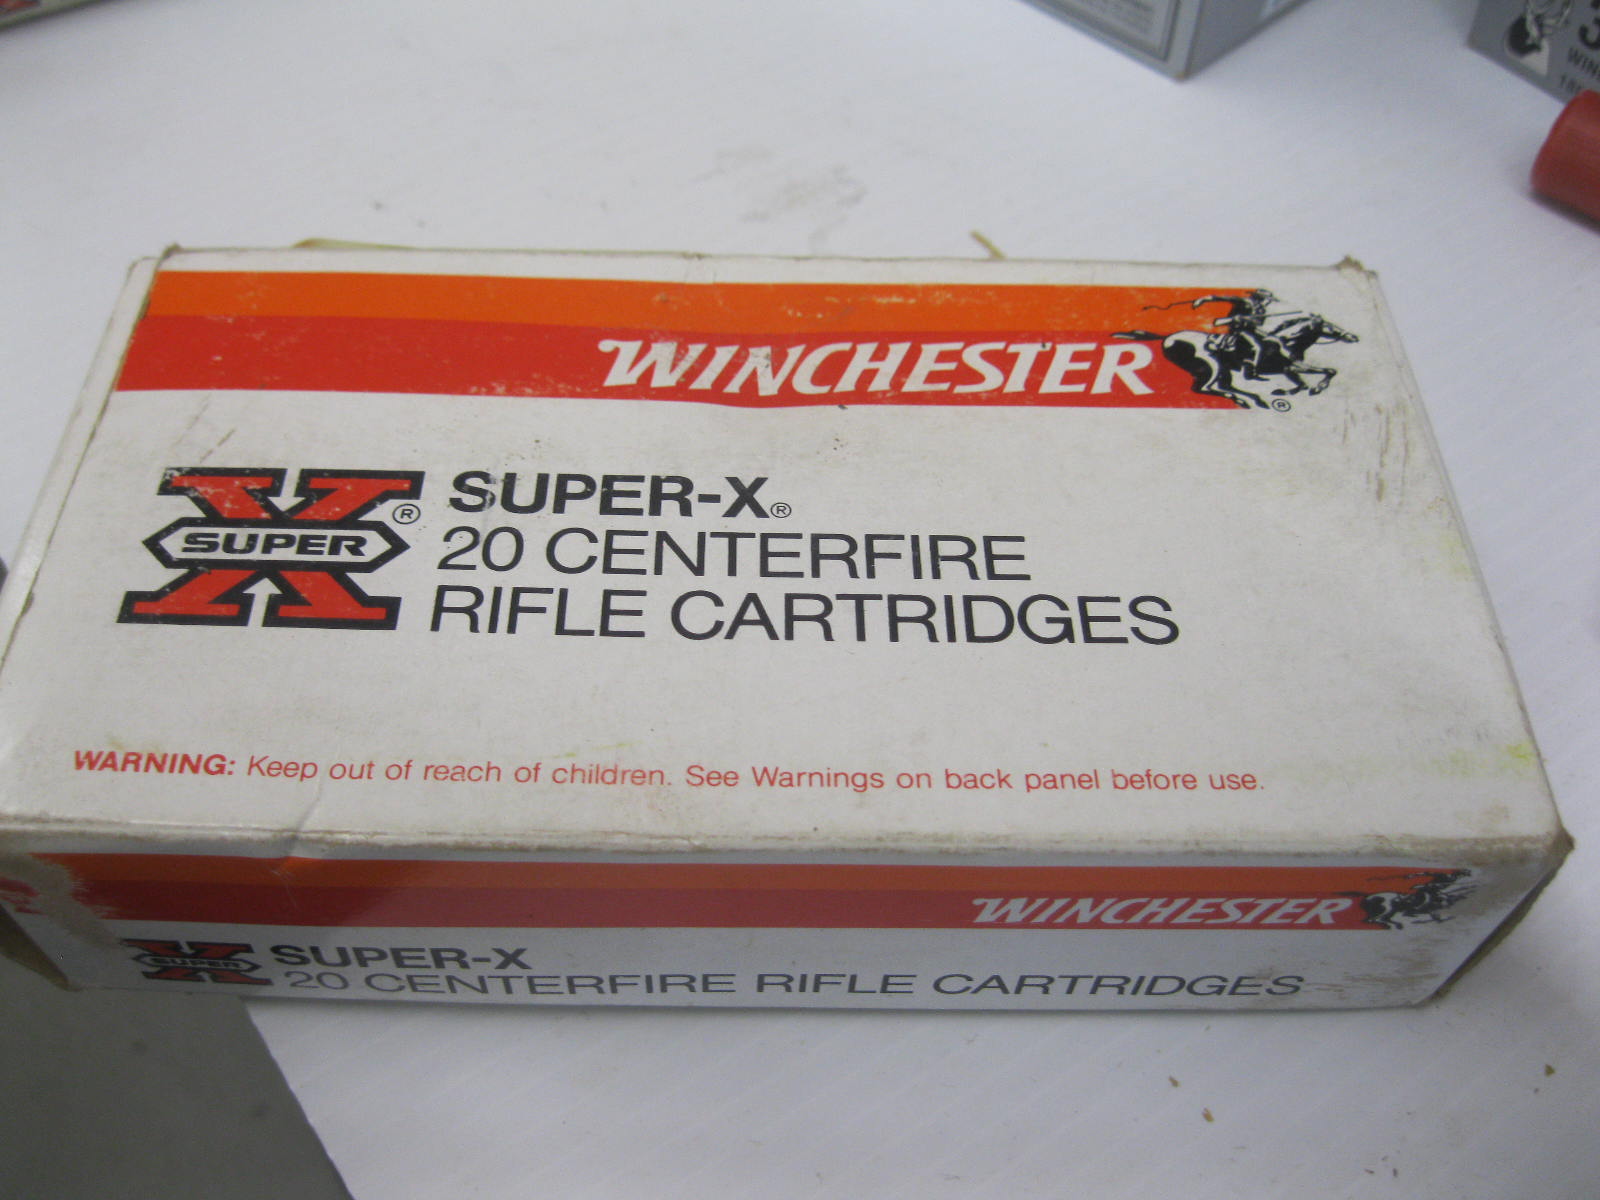 WINCHESTER
®
SUPER
®
SUPER-X®
20 CENTERFIRE
RIFLE CARTRIDGES
WARNING: Keep out of reach of children. See Warnings on back panel before use.
WINCHESTER
SUPER
SUPER-X
20 CENTERFIRE RIFLE CARTRIDGES